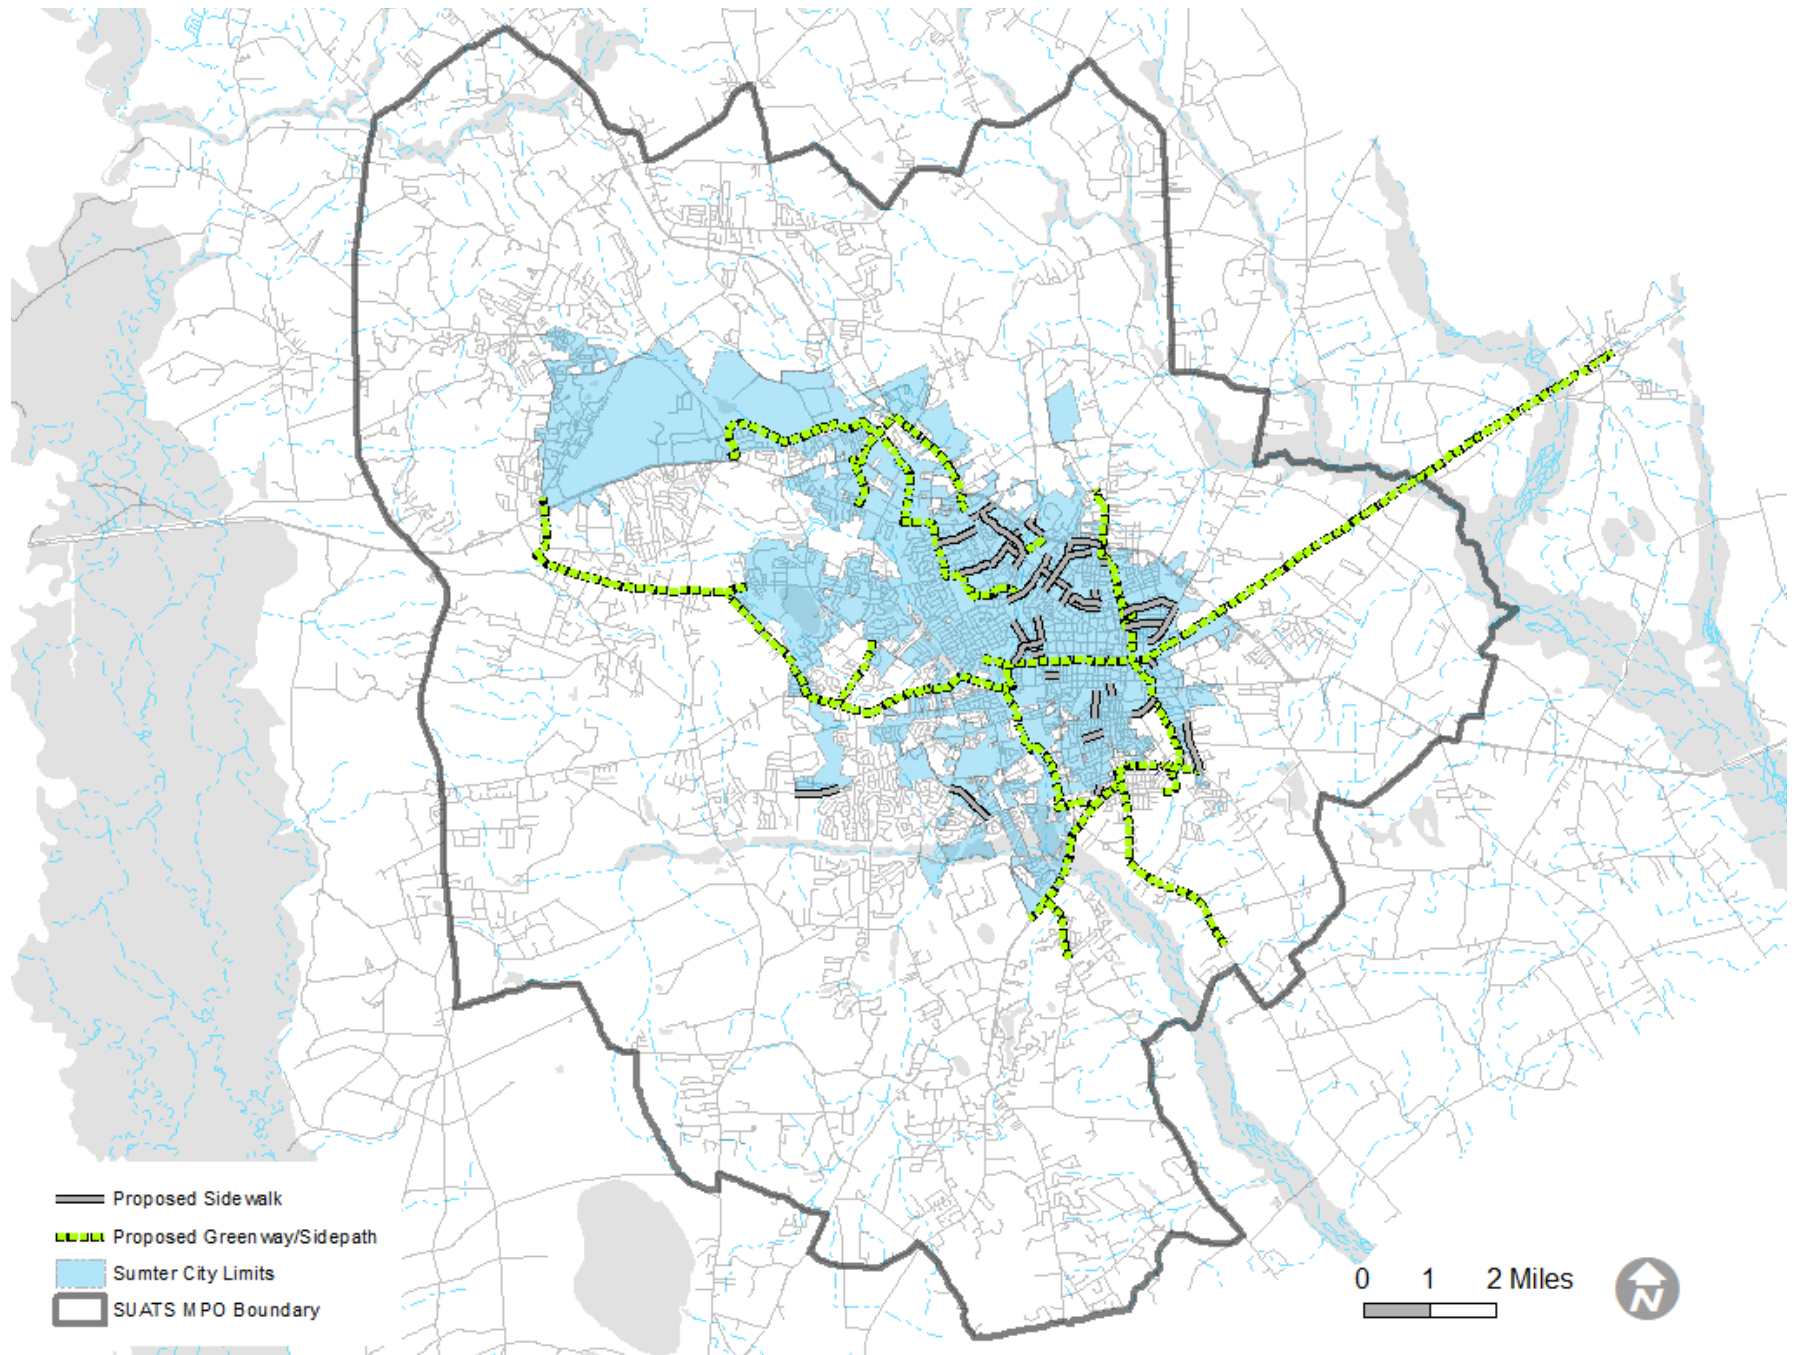 Proposed Sidewalk
Proposed Greenway/Sidepath
Sumter City Limits
SUATS MPO Boundary
0 1 2 Miles
N